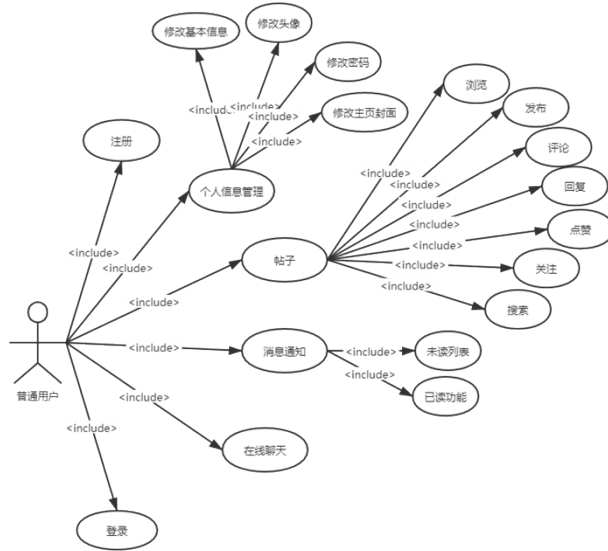 修改头像
修改基本信息
修改密码
浏览
<include>
<include>
发布
修改主页封面
<include>
<include>
注册
评论
<include>
<include>
个人信息管理
回复
<include>
<include>
点赞
<include>
<include>
帖子
<include>
关注
<include>
<include>
<include>
搜索
普通用户
<include>
消息通知
<include>
未读列表
<include>
已读功能
<include>
<include>
在线聊天
登录